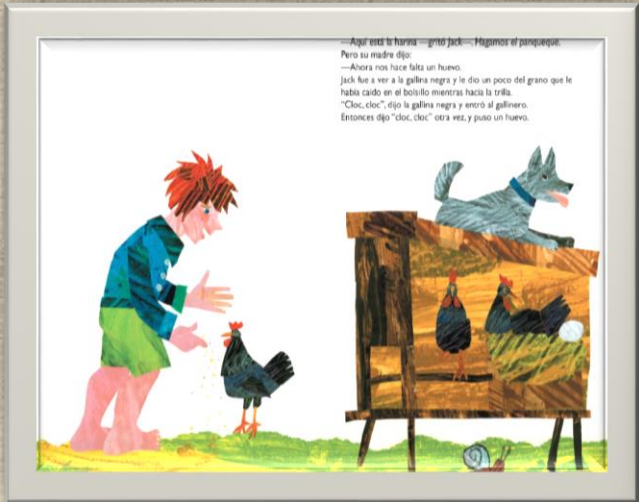 —Aquí está la harina —gritó Jack—. Hagamos el panqueque.
Pero su madre dijo:
—Ahora nos hace falta un huevo.
Jack fue a ver a la gallina negra y le dio un poco del grano que le
había caído en el bolsillo mientras hacía la trilla.
"Cloc, cloc", dijo la gallina negra y entró al gallinero.
Entonces dijo "cloc, cloc" otra vez, y puso un huevo.